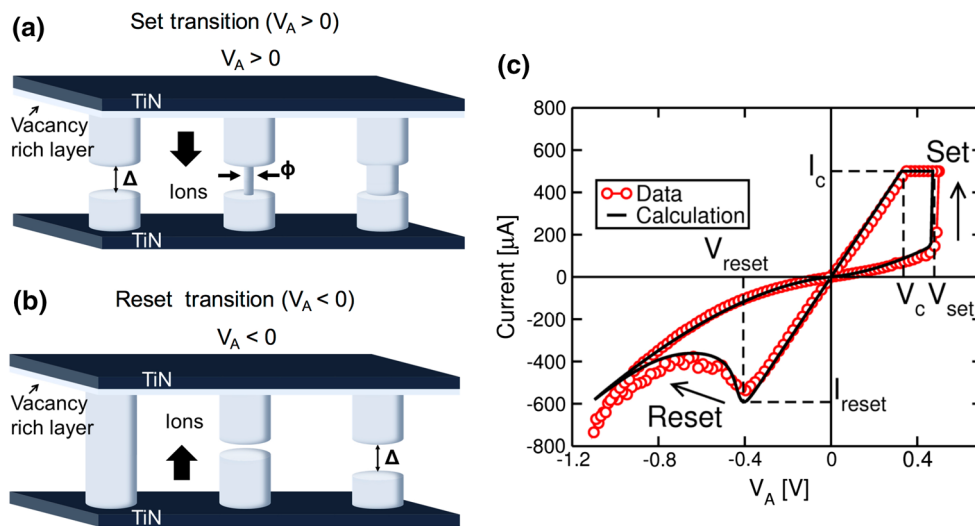 (a)
Set transition (V_A > 0)
V_A > 0
TiN
Vacancy
rich layer
Δ
Ions
ϕ
TiN
(b)
Reset transition (V_A < 0)
V_A < 0
TiN
Vacancy
rich layer
Ions
Δ
TiN
(c)
800
600
400
200
0
-200
-400
-600
-800
Current [μA]
I_c
Set
Data
Calculation
V_reset
V_c V_set
Reset
I_reset
-1.2 -0.8 -0.4 0 0.4
V_A [V]